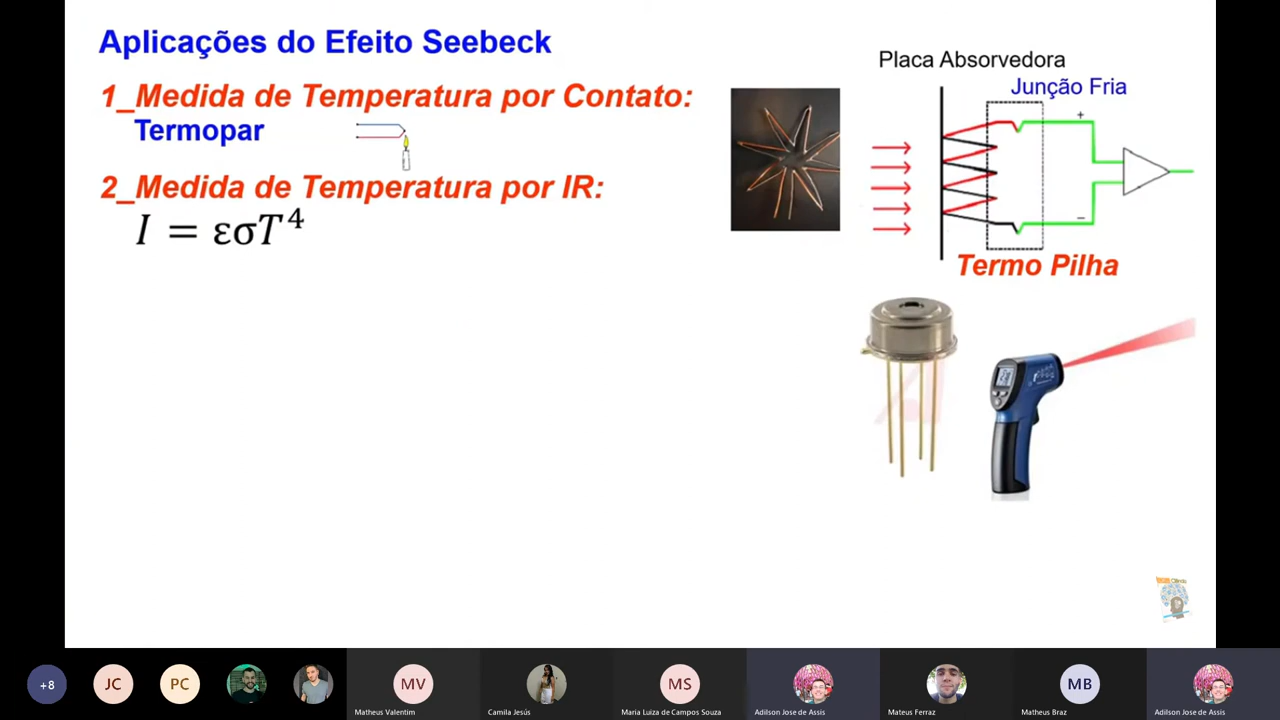 Aplicações do Efeito Seebeck
1_Medida de Temperatura por Contato:
Termopar
2_Medida de Temperatura por IR:
I = εσT⁴
Placa Absorvedora
Junção Fria
+
−
Termo Pilha
+8
JC
PC
MV
Matheus Valentim
Camila Jesús
MS
Maria Luiza de Campos Souza
Adilson Jose de Assis
Mateus Ferraz
MB
Matheus Braz
Adilson Jose de Assis